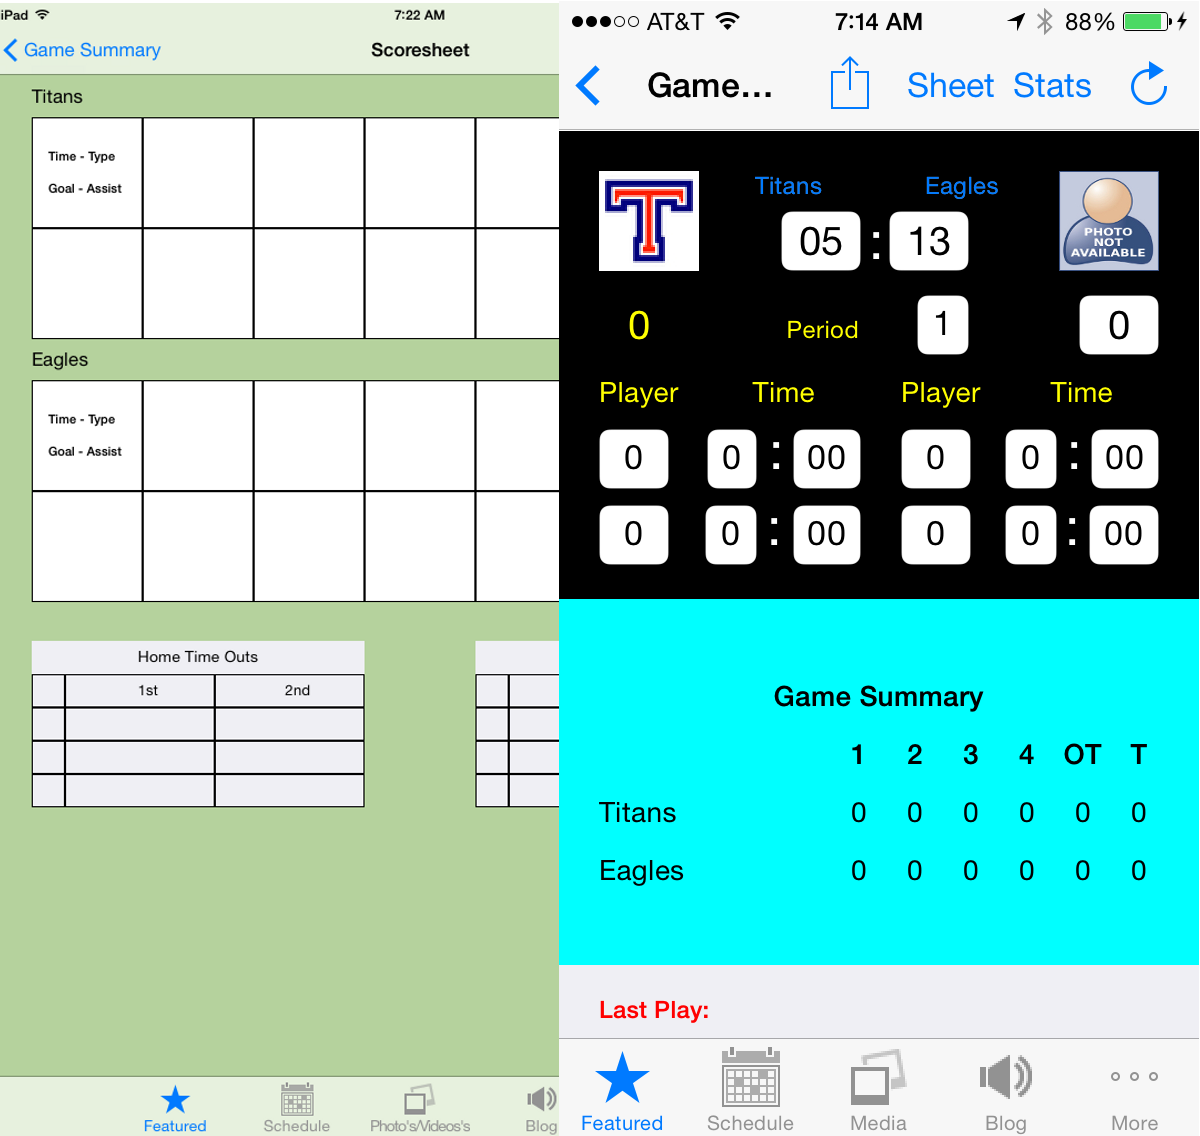 iPad 7:22 AM
Game Summary Scoresheet
Titans
Time - Type
Goal - Assist
Eagles
Time - Type
Goal - Assist
Home Time Outs
1st 2nd
Featured Schedule Photo's/Videos's Blog
AT&T 7:14 AM 88%
Game... Sheet Stats
T Titans Eagles
05 : 13
PHOTO
NOT
AVAILABLE
0 Period 1 0
Player Time Player Time
0 0 : 00 0 0 : 00
0 0 : 00 0 0 : 00
Game Summary
1 2 3 4 OT T
Titans 0 0 0 0 0 0
Eagles 0 0 0 0 0 0
Last Play:
Featured Schedule Media Blog More